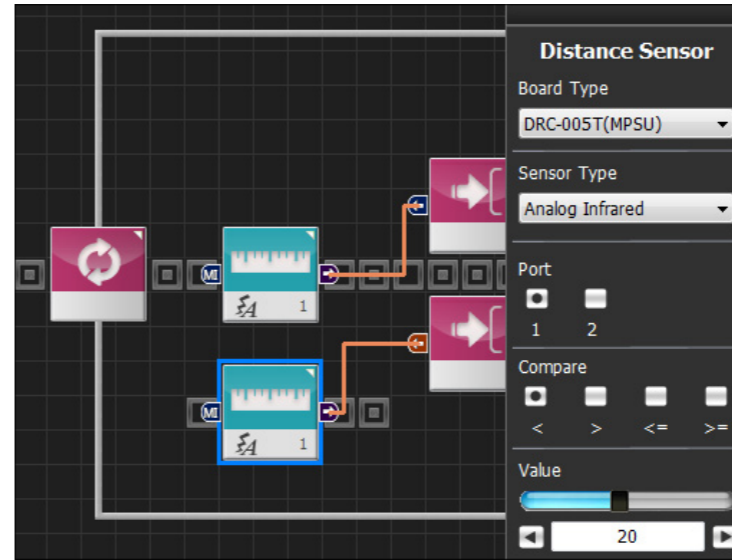 Distance Sensor
Board Type
DRC-005T(MPSU)
Sensor Type
Analog Infrared
Port
1 2
Compare
< > <= >=
Value
20
MI
A 1
MI
A 1